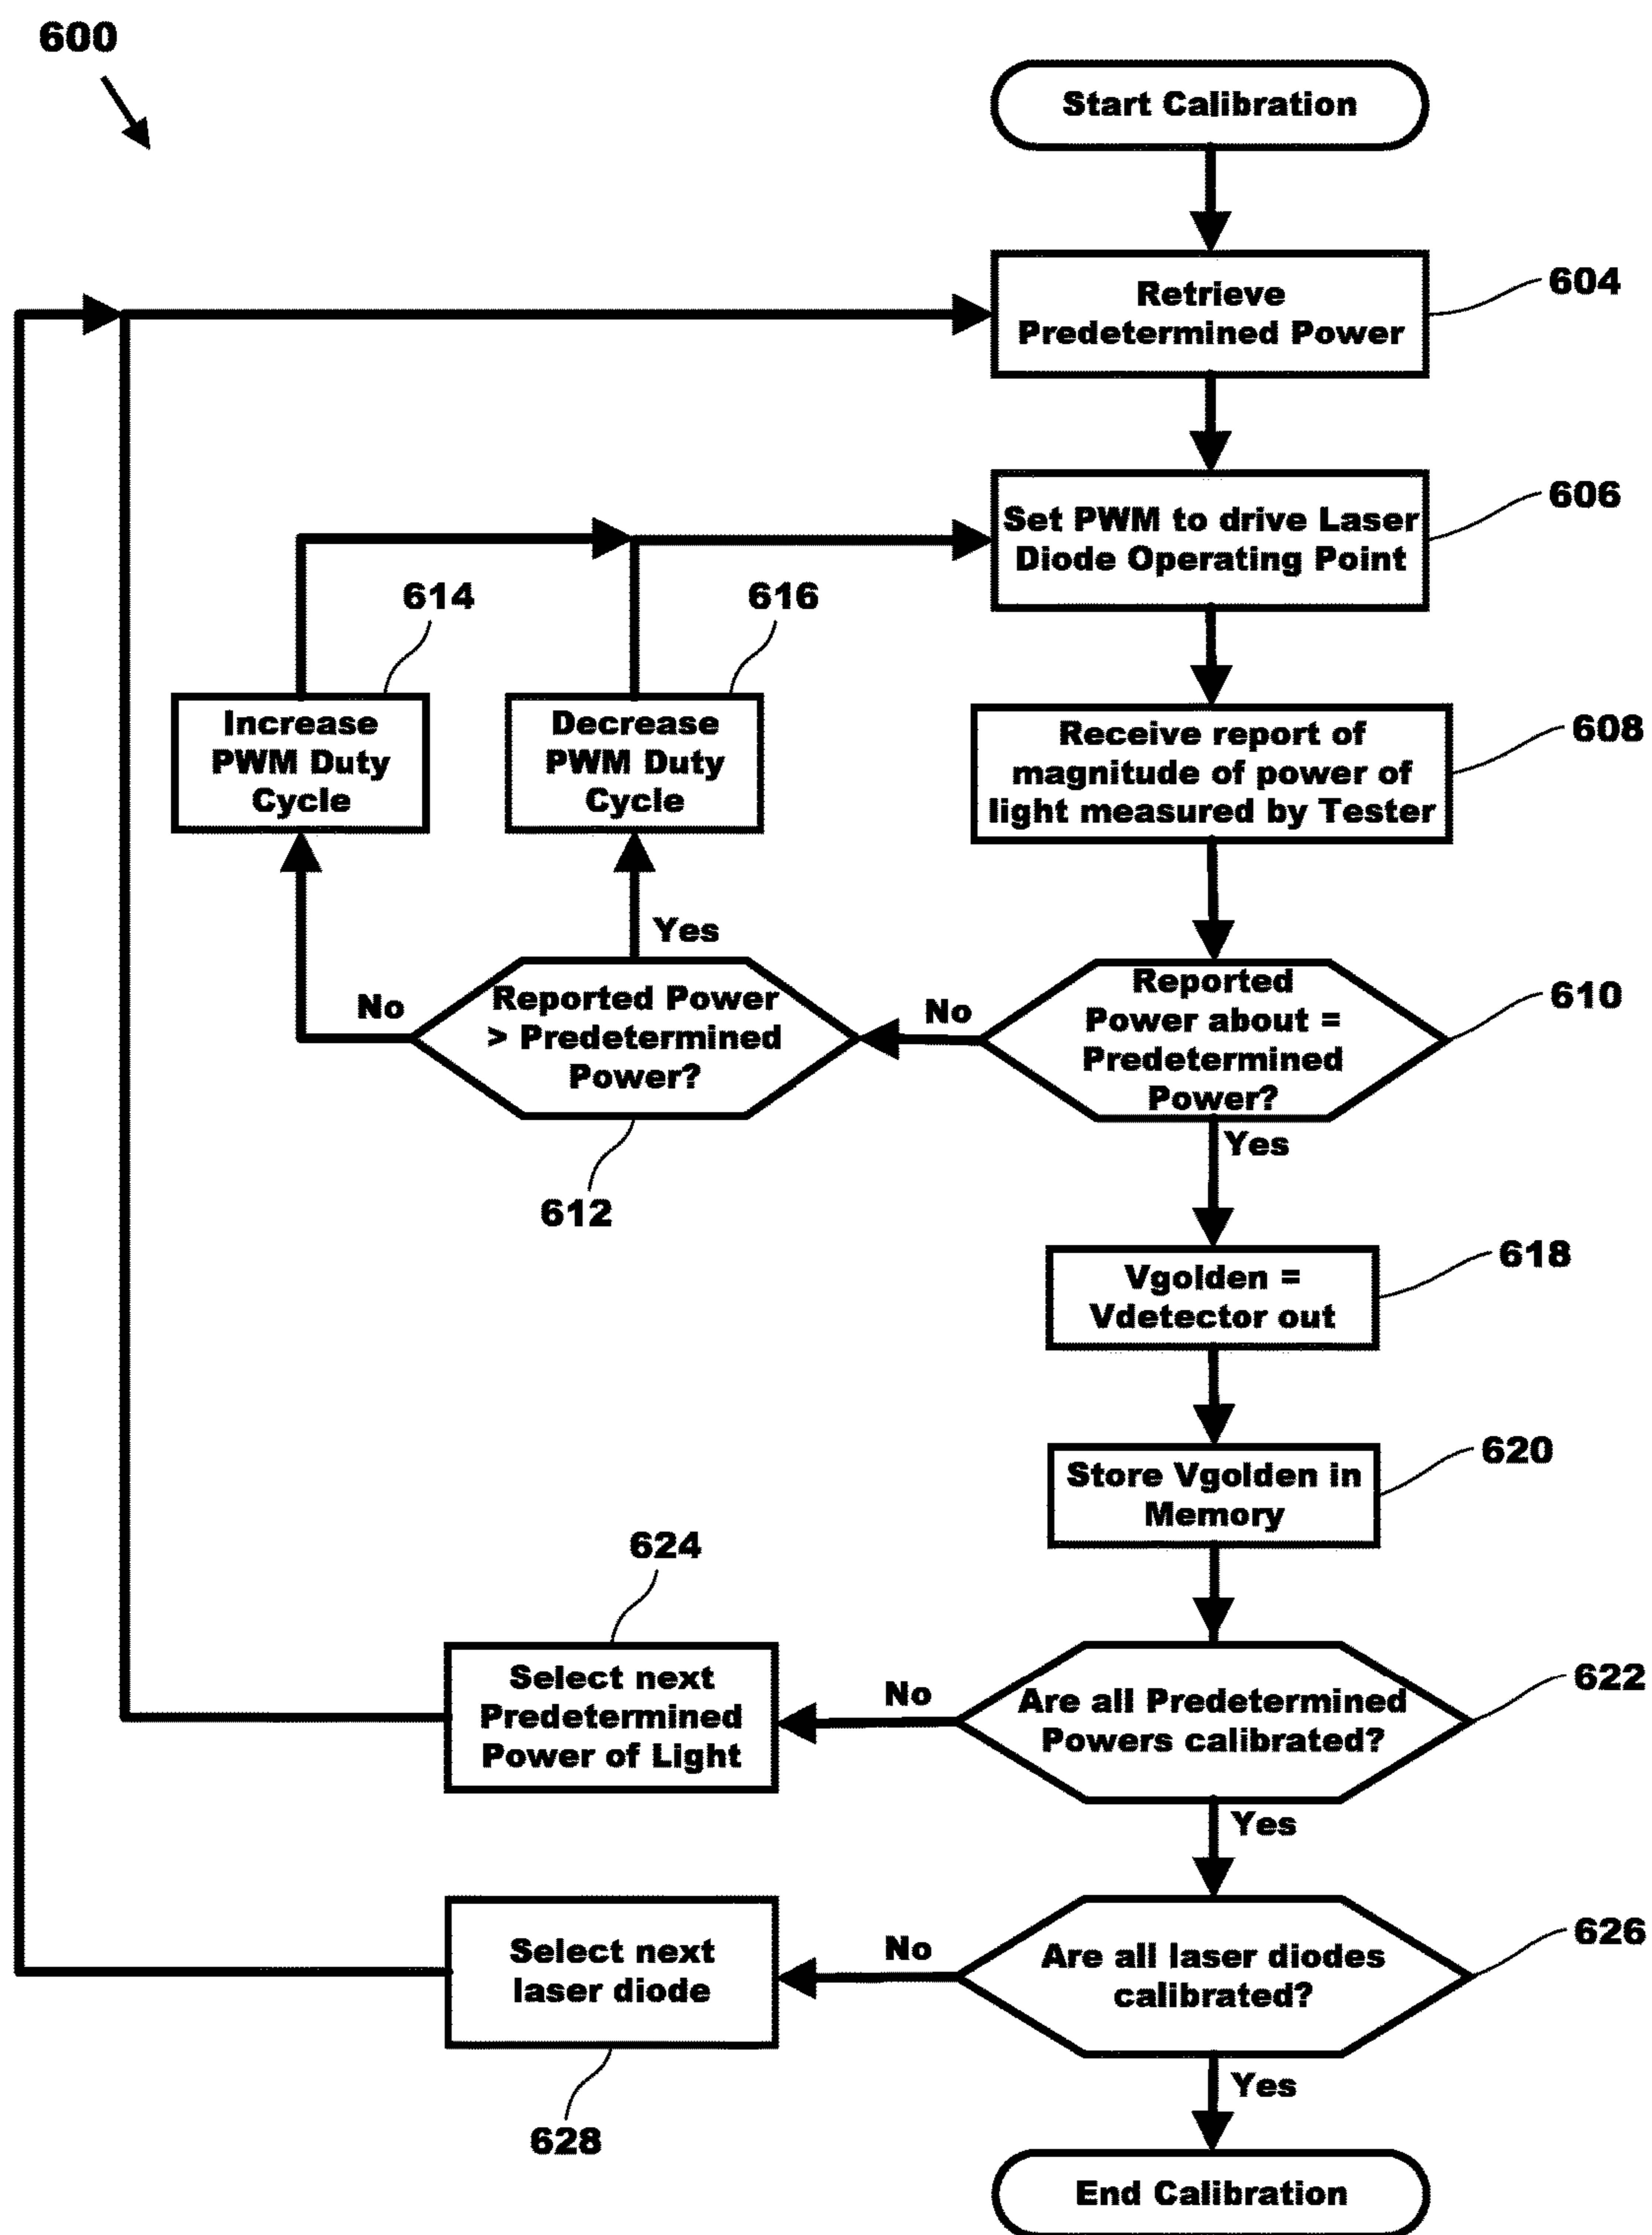 600
Start Calibration
Retrieve
Predetermined Power
604
Set PWM to drive Laser
Diode Operating Point
606
614
616
Increase
PWM Duty
Cycle
Decrease
PWM Duty
Cycle
Receive report of
magnitude of power of
light measured by Tester
608
Yes
No
Reported Power
> Predetermined
Power?
612
No
Reported
Power about =
Predetermined
Power?
610
Yes
Vgolden =
Vdetector out
618
Store Vgolden in
Memory
620
624
Select next
Predetermined
Power of Light
No
Are all Predetermined
Powers calibrated?
622
Yes
Select next
laser diode
628
No
Are all laser diodes
calibrated?
626
Yes
End Calibration